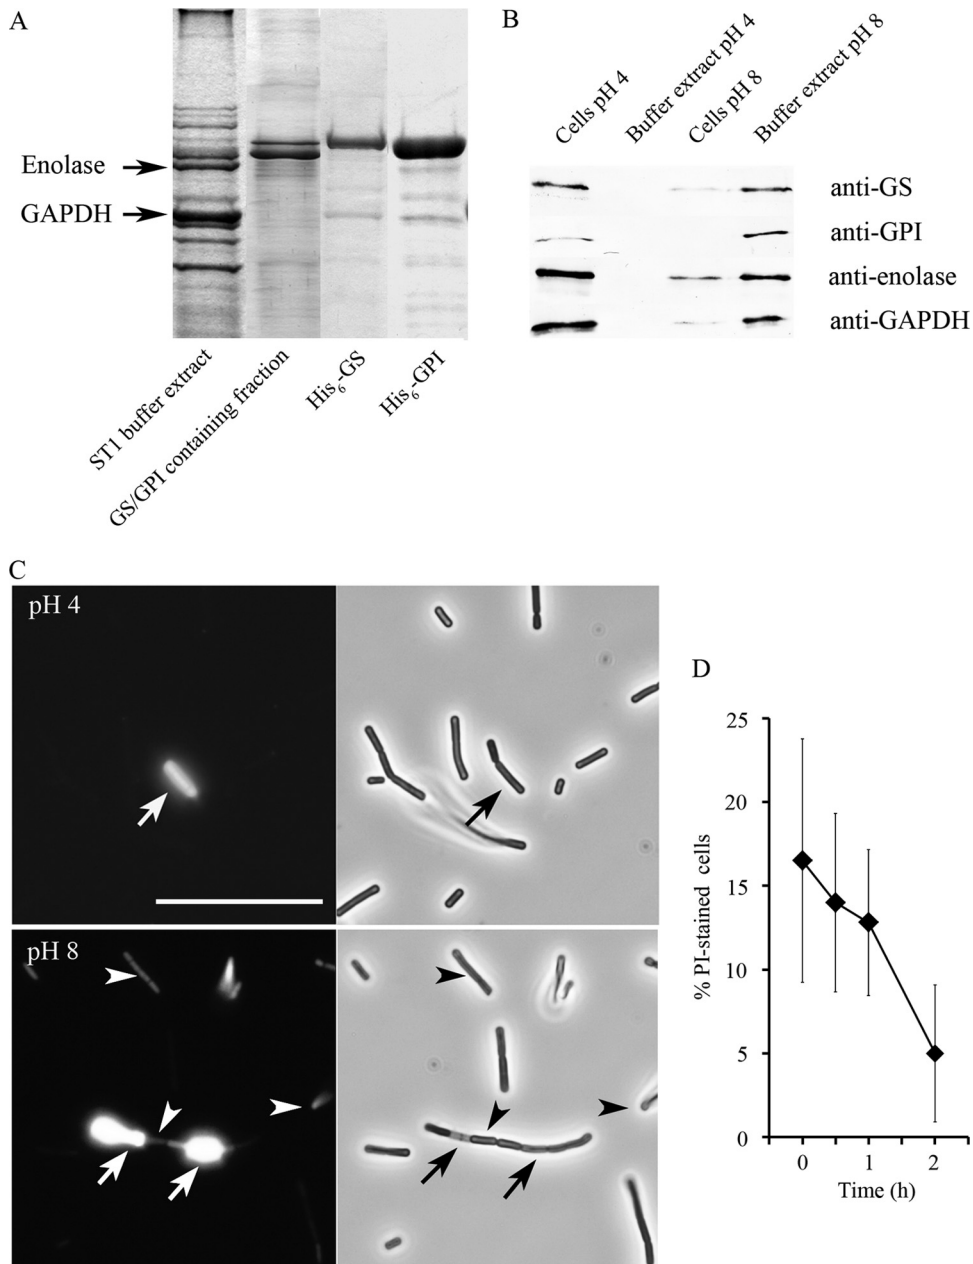 A
Enolase
GAPDH
ST1 buffer extract
GS/GPI containing fraction
His6-GS
His6-GPI
B
Cells pH 4
Buffer extract pH 4
Cells pH 8
Buffer extract pH 8
anti-GS
anti-GPI
anti-enolase
anti-GAPDH
C
pH 4
pH 8
D
% PI-stained cells
25
20
15
10
5
0
0 1 2
Time (h)